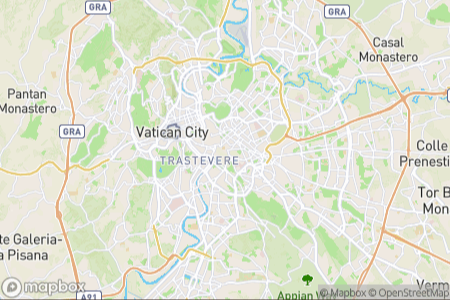 GRA
GRA
Casal
Monastero
Pantan
Monastero
GRA
Vatican City
TRASTEVERE
Colle
Prenesti
Tor B
Mon
te Galeria-
a Pisana
Verm
A91
Appian W
mapbox
© Mapbox © OpenStreetMap